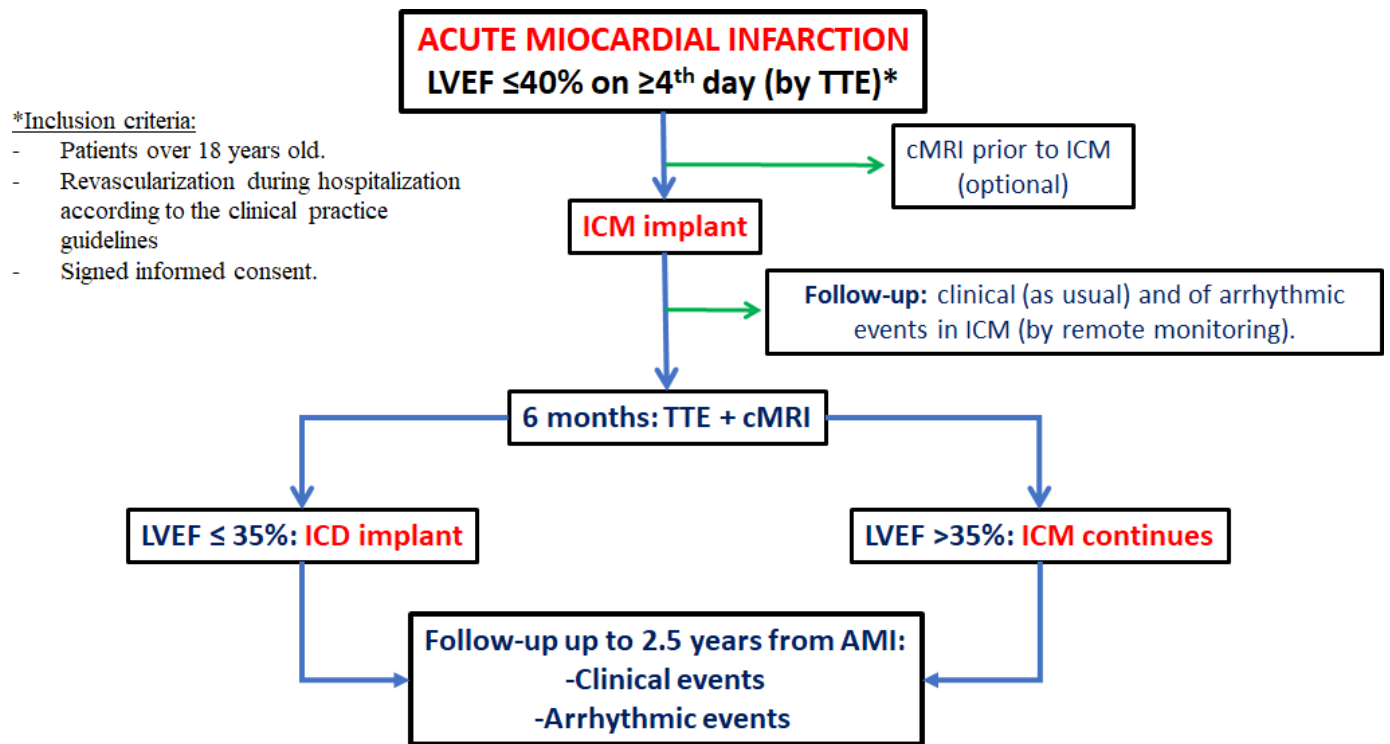 ACUTE MIOCARDIAL INFARCTION
LVEF ≤40% on ≥4th day (by TTE)*
*Inclusion criteria:
- Patients over 18 years old.
- Revascularization during hospitalization
according to the clinical practice
guidelines
- Signed informed consent.
cMRI prior to ICM
(optional)
ICM implant
Follow-up: clinical (as usual) and of arrhythmic
events in ICM (by remote monitoring).
6 months: TTE + cMRI
LVEF ≤ 35%: ICD implant
LVEF >35%: ICM continues
Follow-up up to 2.5 years from AMI:
-Clinical events
-Arrhythmic events